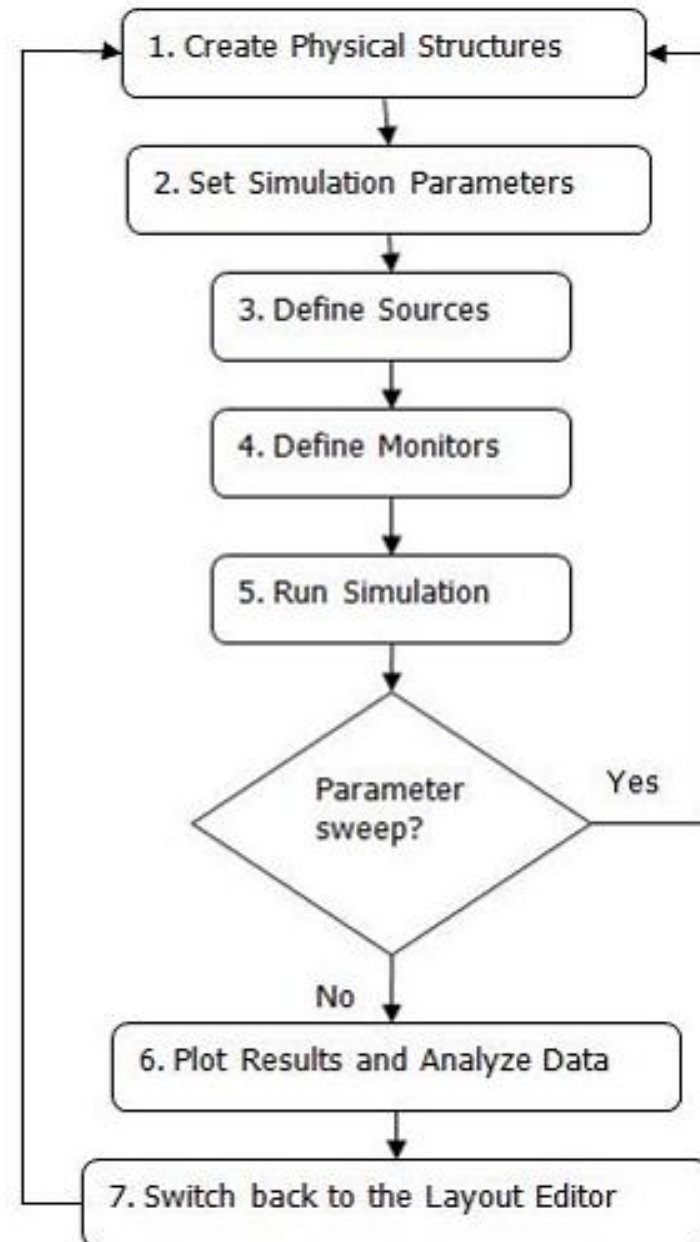 1. Create Physical Structures
2. Set Simulation Parameters
3. Define Sources
4. Define Monitors
5. Run Simulation
Parameter
sweep?
Yes
No
6. Plot Results and Analyze Data
7. Switch back to the Layout Editor